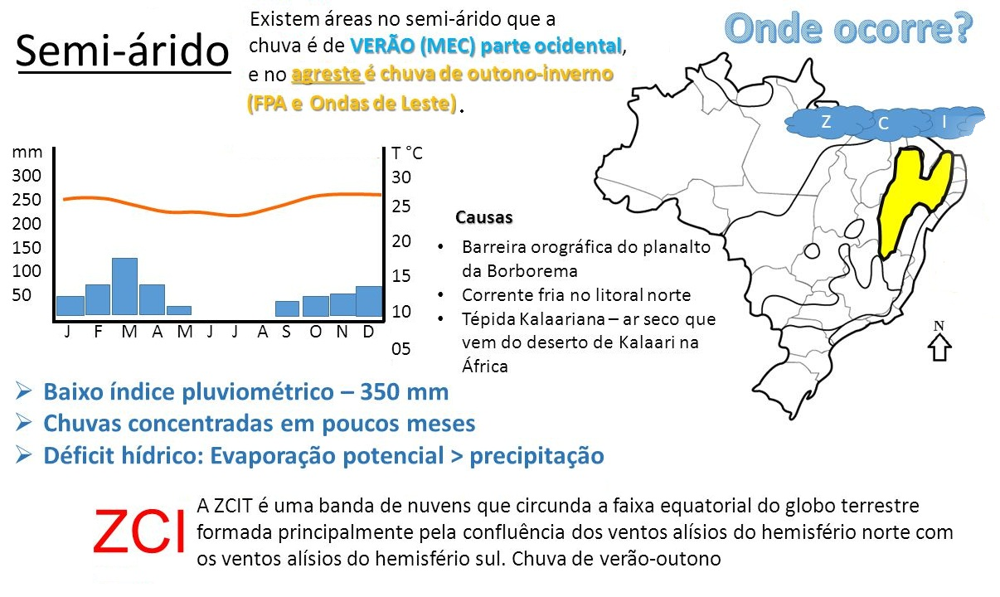 Semi-árido
Existem áreas no semi-árido que a
chuva é de VERÃO (MEC) parte ocidental,
e no agreste é chuva de outono-inverno
(FPA e Ondas de Leste).
Onde ocorre?
Z C I
mm
300
250
200
150
100
50
T °C
30
25
20
15
10
05
J F M A M J J A S O N D
Causas
• Barreira orográfica do planalto
da Borborema
• Corrente fria no litoral norte
• Tépida Kalaariana – ar seco que
vem do deserto de Kalaari na
África
N
➢ Baixo índice pluviométrico – 350 mm
➢ Chuvas concentradas em poucos meses
➢ Déficit hídrico: Evaporação potencial > precipitação
ZCI
A ZCIT é uma banda de nuvens que circunda a faixa equatorial do globo terrestre
formada principalmente pela confluência dos ventos alísios do hemisfério norte com
os ventos alísios do hemisfério sul. Chuva de verão-outono